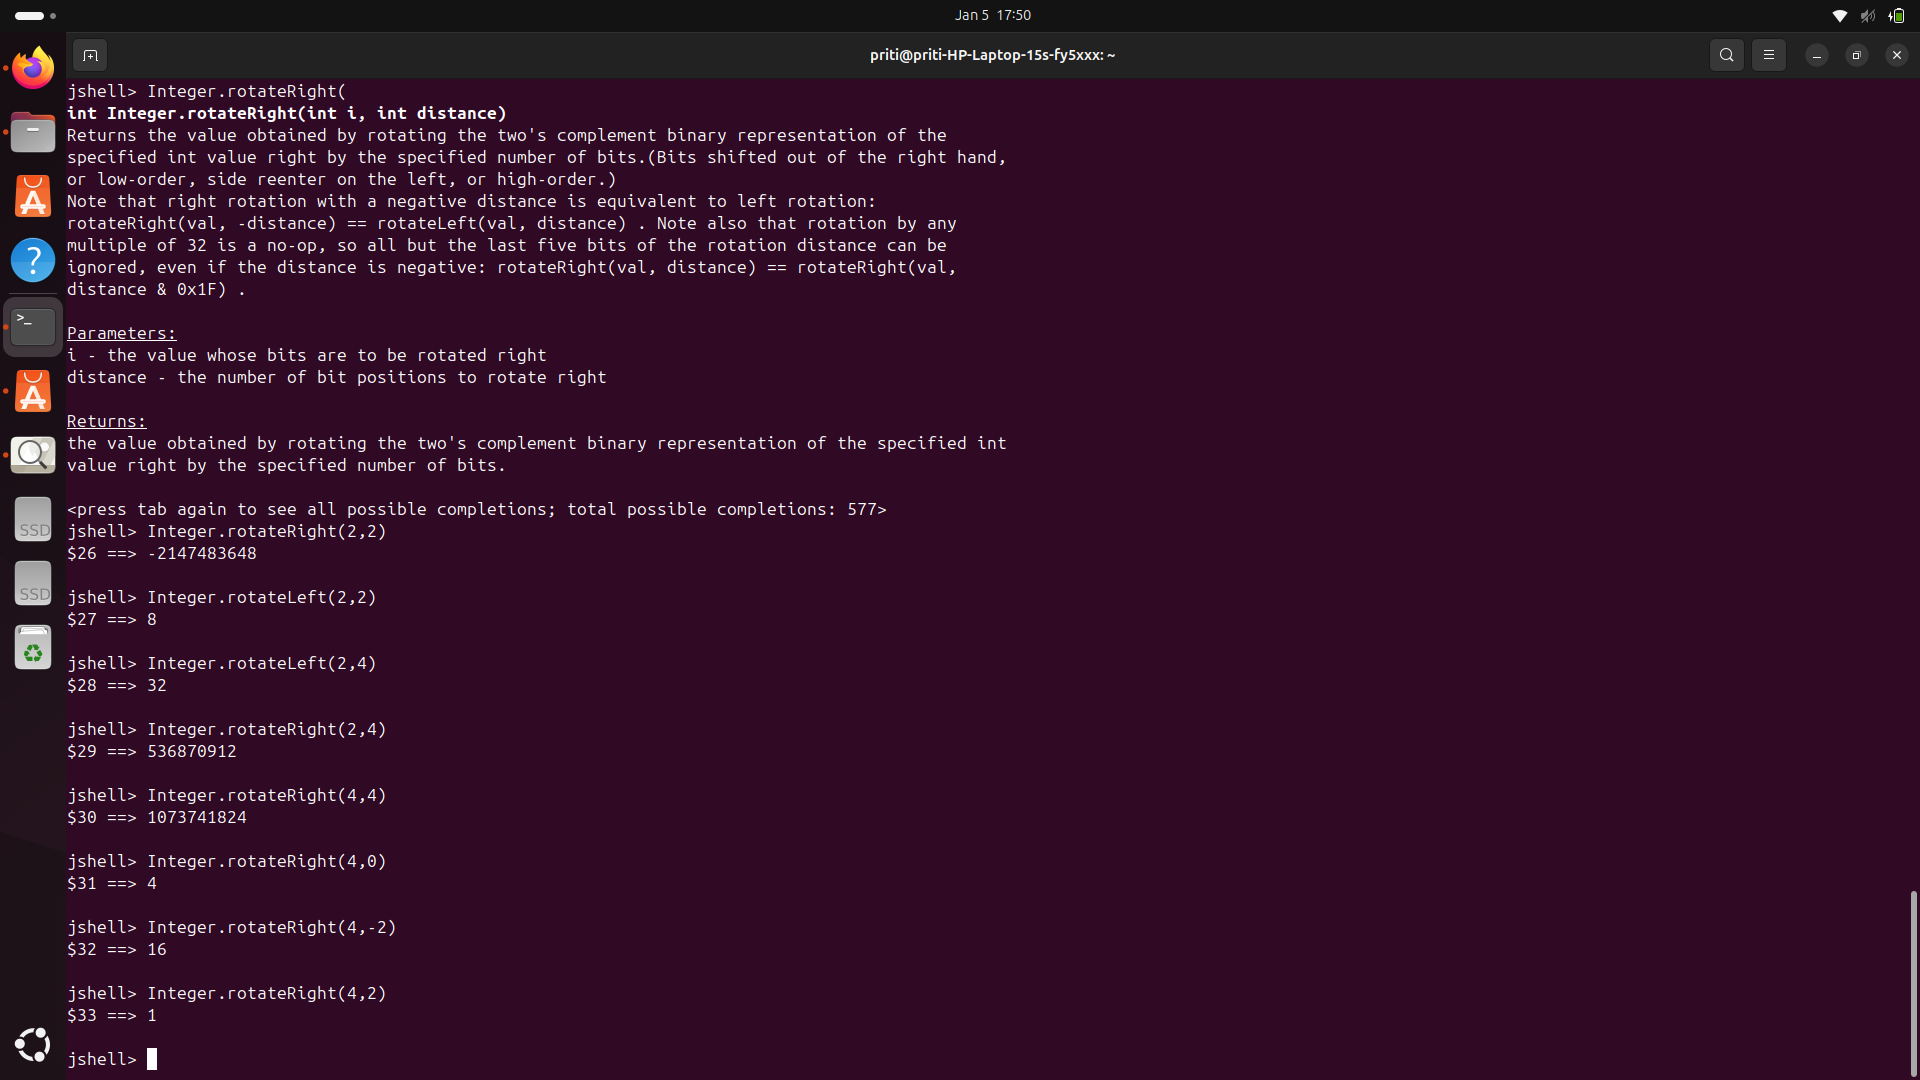 Jan 5 17:50
priti@priti-HP-Laptop-15s-fy5xxx: ~
jshell> Integer.rotateRight(
int Integer.rotateRight(int i, int distance)
Returns the value obtained by rotating the two's complement binary representation of the
specified int value right by the specified number of bits.(Bits shifted out of the right hand,
or low-order, side reenter on the left, or high-order.)
Note that right rotation with a negative distance is equivalent to left rotation:
rotateRight(val, -distance) == rotateLeft(val, distance) . Note also that rotation by any
multiple of 32 is a no-op, so all but the last five bits of the rotation distance can be
ignored, even if the distance is negative: rotateRight(val, distance) == rotateRight(val,
distance & 0x1F) .
Parameters:
i - the value whose bits are to be rotated right
distance - the number of bit positions to rotate right
Returns:
the value obtained by rotating the two's complement binary representation of the specified int
value right by the specified number of bits.
<press tab again to see all possible completions; total possible completions: 577>
jshell> Integer.rotateRight(2,2)
$26 ==> -2147483648
jshell> Integer.rotateLeft(2,2)
$27 ==> 8
jshell> Integer.rotateLeft(2,4)
$28 ==> 32
jshell> Integer.rotateRight(2,4)
$29 ==> 536870912
jshell> Integer.rotateRight(4,4)
$30 ==> 1073741824
jshell> Integer.rotateRight(4,0)
$31 ==> 4
jshell> Integer.rotateRight(4,-2)
$32 ==> 16
jshell> Integer.rotateRight(4,2)
$33 ==> 1
jshell>
SSD
SSD